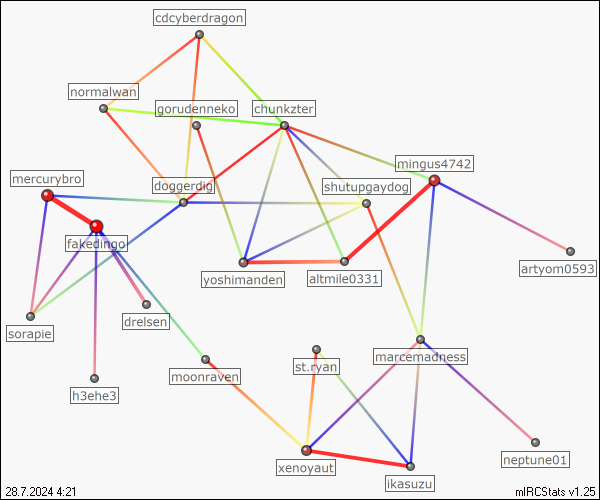 cdcyberdragon
normalwan
gorudenneko
chunkzter
mingus4742
mercurybro
doggerdig
shutupgaydog
fakedingo
yoshimanden
altmile0331
artyom0593
sorapie
drelsen
st.ryan
marcemadness
moonraven
h3ehe3
xenoyaut
neptune01
ikasuzu
28.7.2024 4:21
mIRCStats v1.25